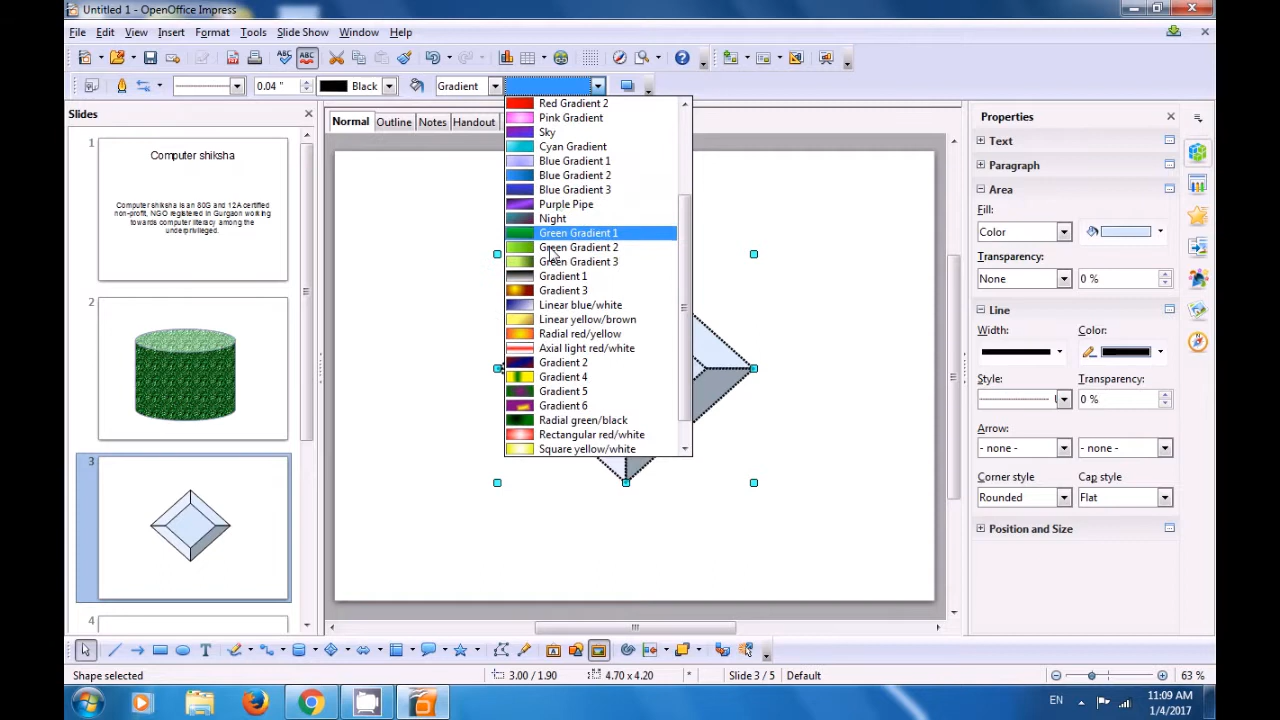 Untitled 1 - OpenOffice Impress
File Edit View Insert Format Tools Slide Show Window Help
0.04 " Black Gradient
Slides
Normal Outline Notes Handout
1
Computer shiksha
Computer shiksha is an 80G and 12A certified
non-profit, NGO registered in Gurgaon working
towards computer literacy among the
underprivileged.
2
3
4
Red Gradient 2
Pink Gradient
Sky
Cyan Gradient
Blue Gradient 1
Blue Gradient 2
Blue Gradient 3
Purple Pipe
Night
Green Gradient 1
Green Gradient 2
Green Gradient 3
Gradient 1
Gradient 3
Linear blue/white
Linear yellow/brown
Radial red/yellow
Axial light red/white
Gradient 2
Gradient 4
Gradient 5
Gradient 6
Radial green/black
Rectangular red/white
Square yellow/white
Properties
Text
Paragraph
Area
Fill:
Color
Transparency:
None 0 %
Line
Width: Color:
Style: Transparency:
0 %
Arrow:
- none - - none -
Corner style Cap style
Rounded Flat
Position and Size
Shape selected 3.00 / 1.90 4.70 x 4.20 * Slide 3 / 5 Default 63 %
EN 11:09 AM
1/4/2017